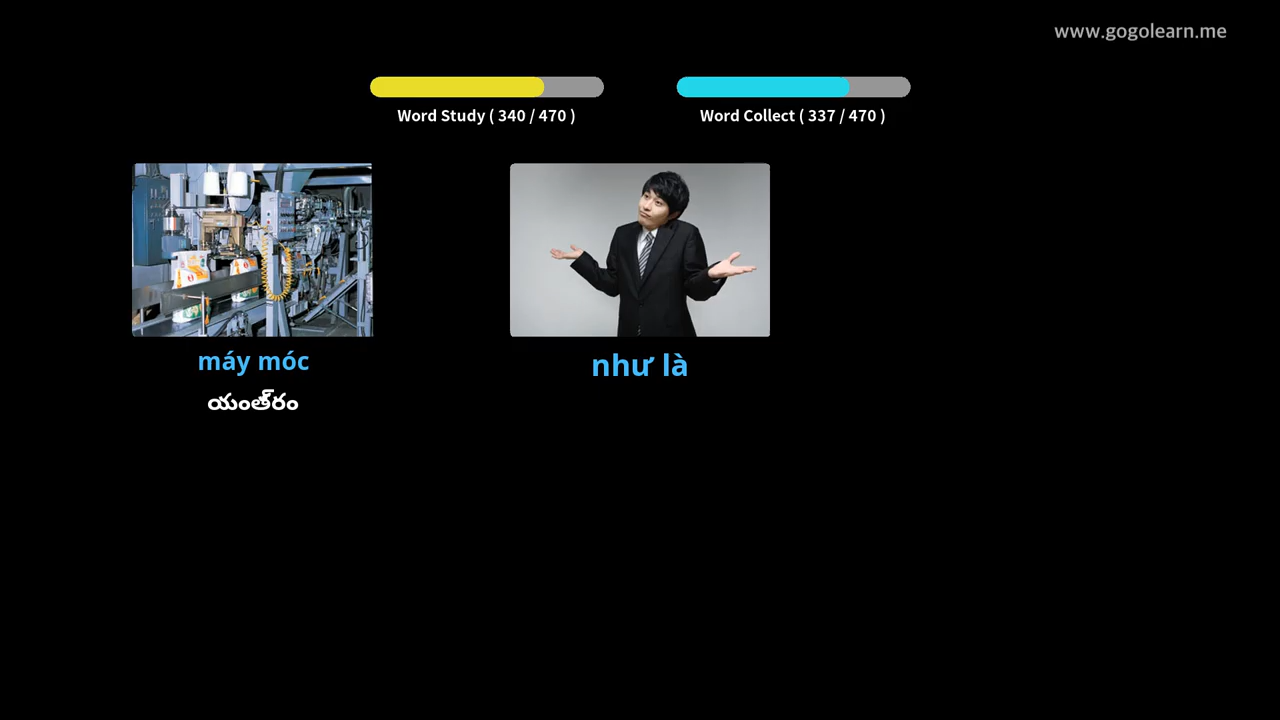 www.gogolearn.me
Word Study ( 340 / 470 )
Word Collect ( 337 / 470 )
máy móc
như là
యంత్రం